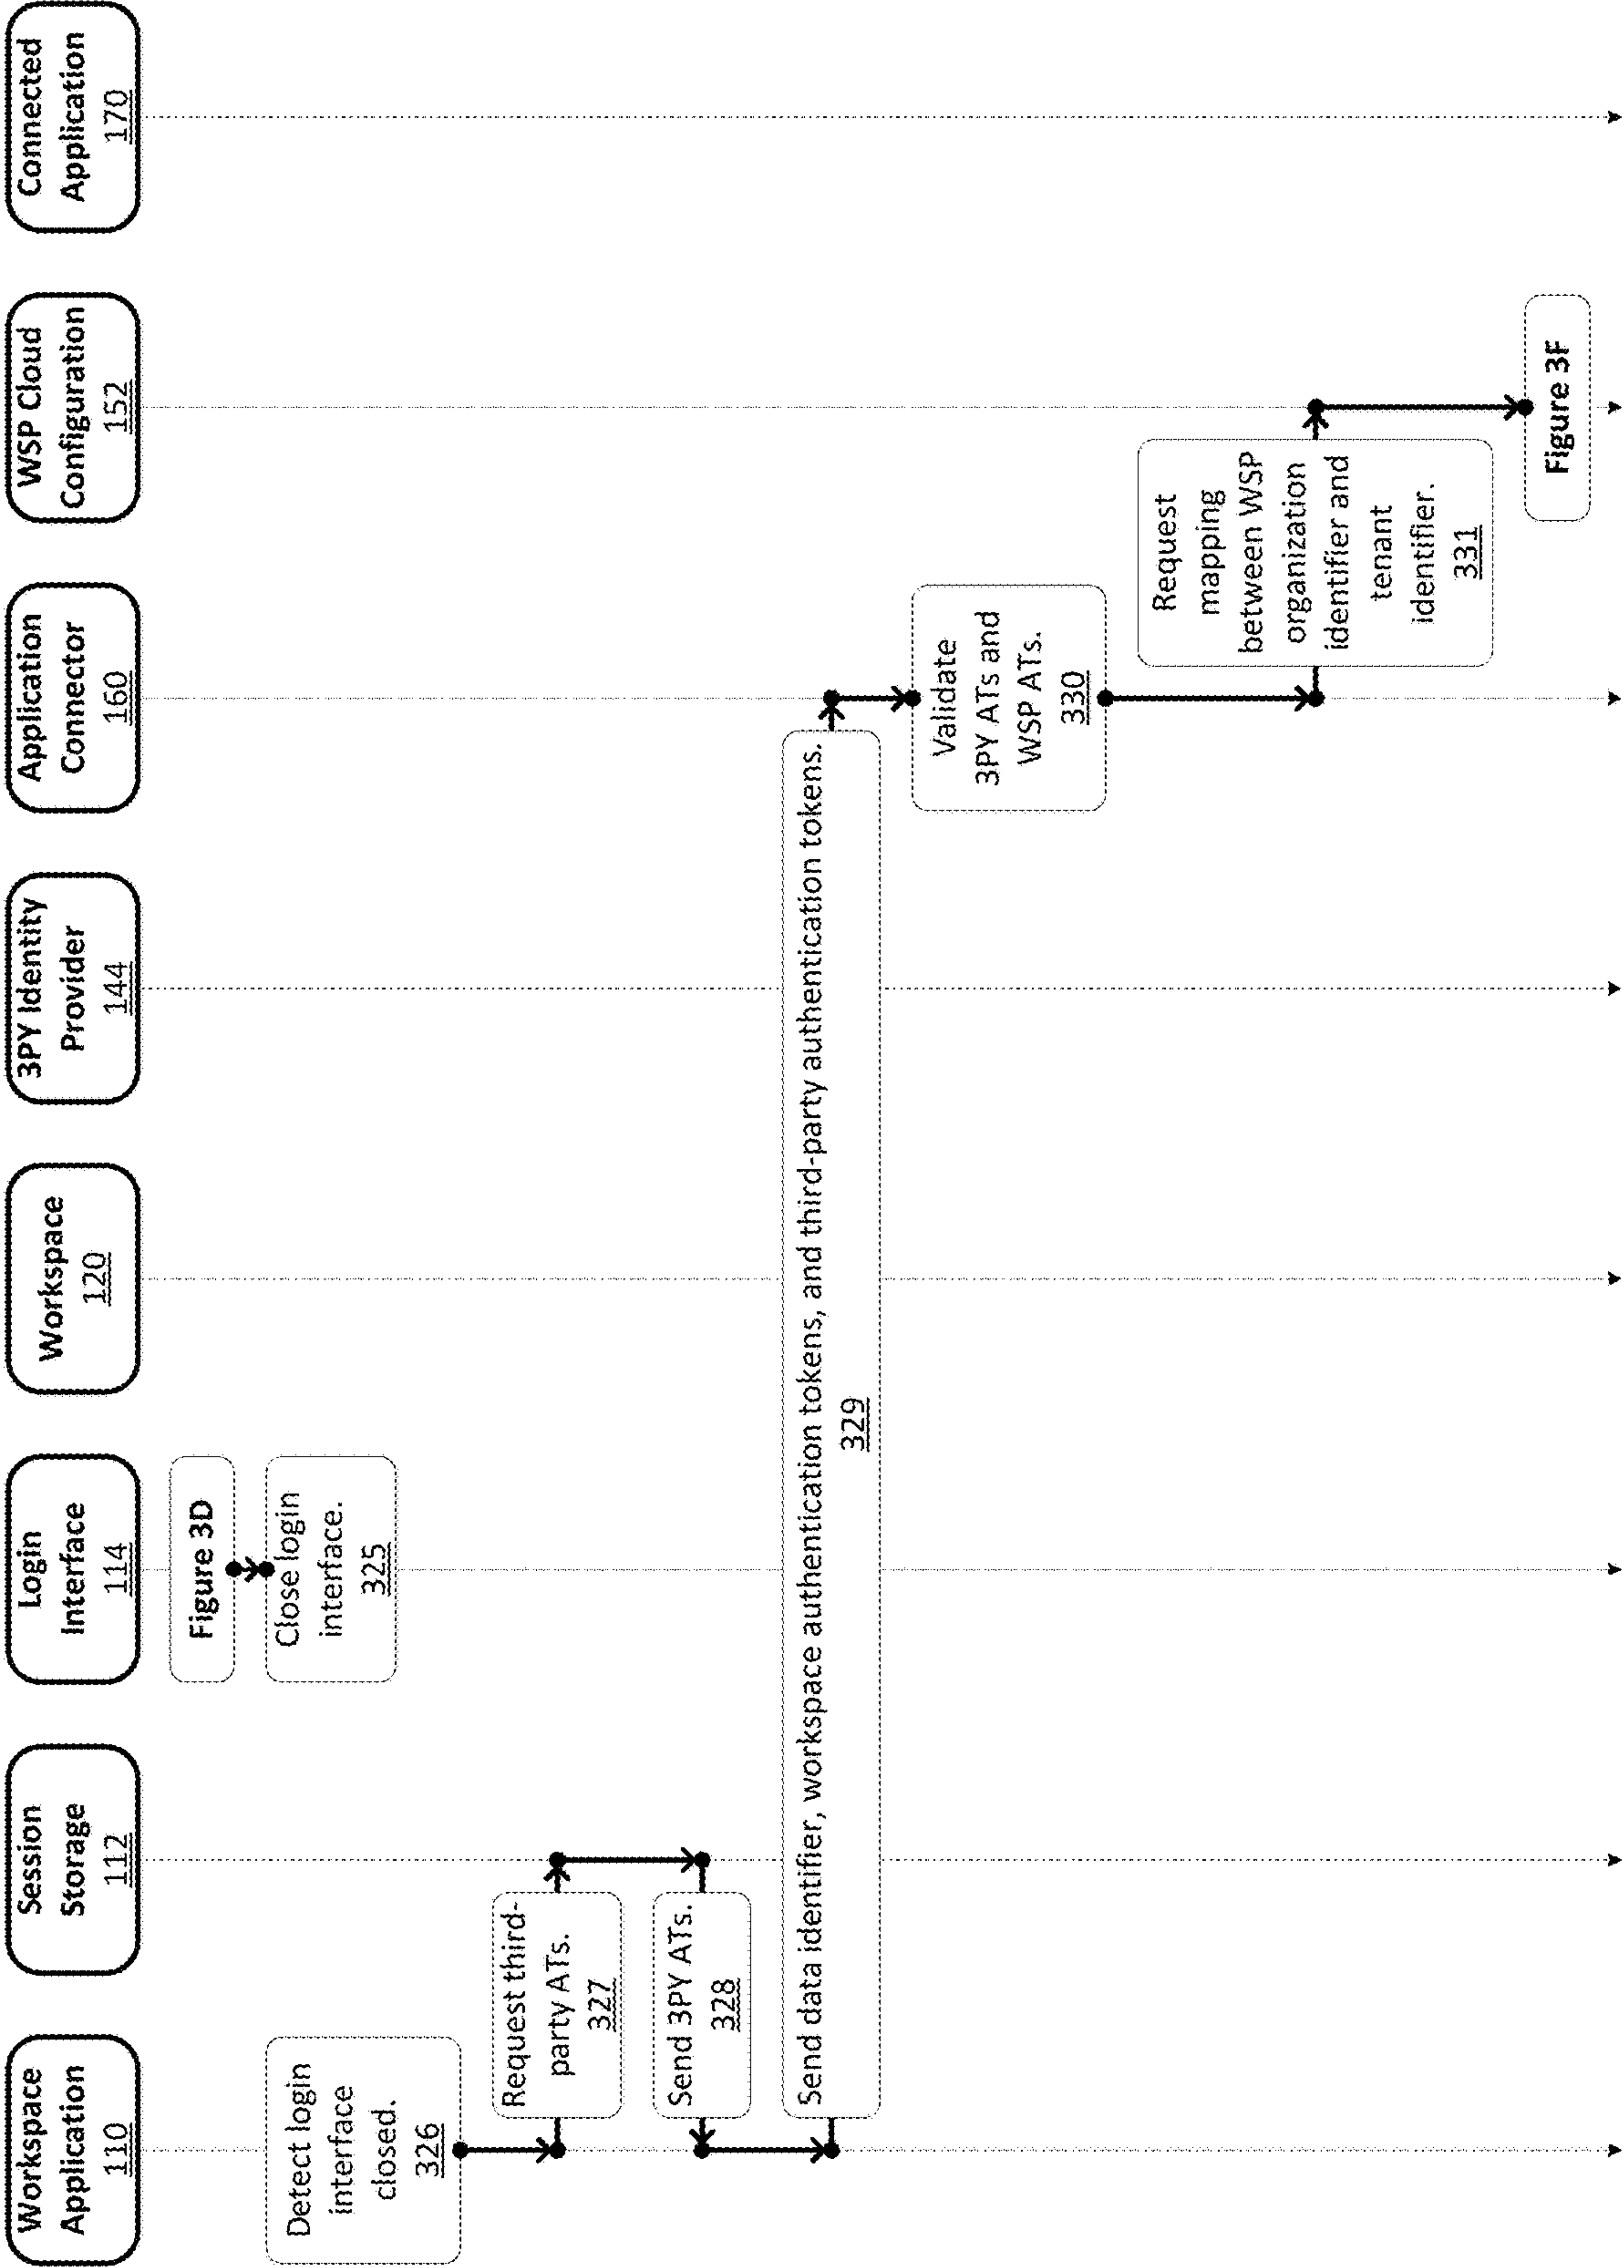 Workspace
Application
110
Session
Storage
112
Login
Interface
114
Workspace
120
3PY Identity
Provider
144
Application
Connector
160
WSP Cloud
Configuration
152
Connected
Application
170
Figure 3D
Close login
interface.
325
Detect login
interface
closed.
326
Request third-
party ATs.
327
Send 3PY ATs.
328
Send data identifier, workspace authentication tokens, and third-party authentication tokens.
329
Validate
3PY ATs and
WSP ATs.
330
Request
mapping
between WSP
organization
identifier and
tenant
identifier.
331
Figure 3F